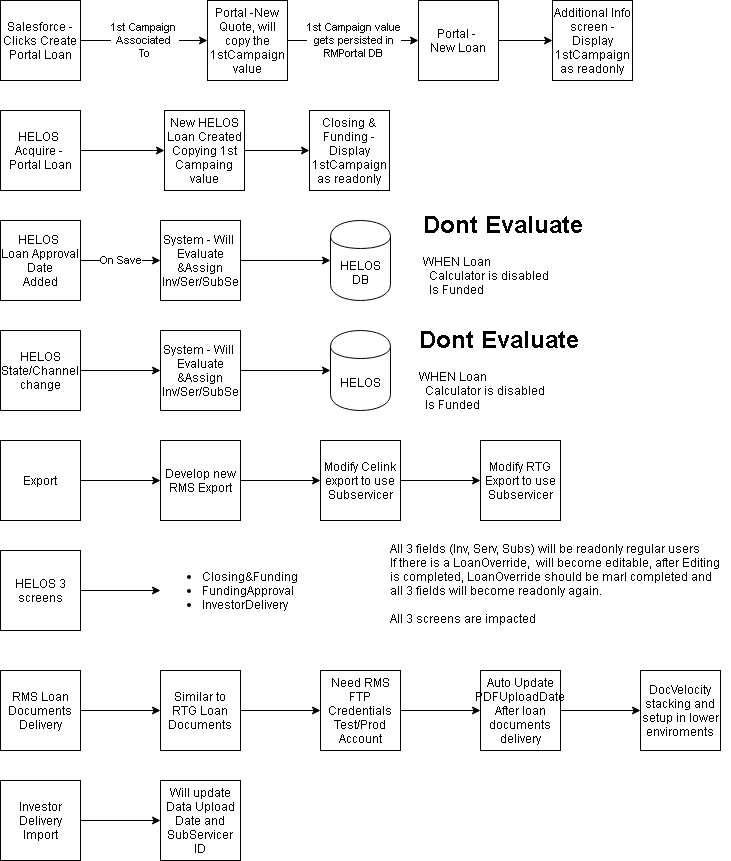 Salesforce -
Clicks Create
Portal Loan
1st Campaign
Associated
To
Portal -New
Quote, will
copy the
1stCampaign
value
1st Campaign value
gets persisted in
RMPortal DB
Portal -
New Loan
Additional Info
screen -
Display
1stCampaign
as readonly
HELOS
Acquire -
Portal Loan
New HELOS
Loan Created
Copying 1st
Campaing
value
Closing &
Funding -
Display
1stCampaign
as readonly
HELOS
Loan Approval
Date
Added
On Save
System - Will
Evaluate
&Assign
Inv/Ser/SubSe
HELOS
DB
Dont Evaluate
WHEN Loan
Calculator is disabled
Is Funded
HELOS
State/Channel
change
System - Will
Evaluate
&Assign
Inv/Ser/SubSe
HELOS
Dont Evaluate
WHEN Loan
Calculator is disabled
Is Funded
Export
Develop new
RMS Export
Modify Celink
export to use
Subservicer
Modify RTG
Export to use
Subservicer
HELOS 3
screens
• Closing&Funding
• FundingApproval
• InvestorDelivery
All 3 fields (Inv, Serv, Subs) will be readonly regular users
If there is a LoanOverride, will become editable, after Editing
is completed, LoanOverride should be marl completed and
all 3 fields will become readonly again.
All 3 screens are impacted
RMS Loan
Documents
Delivery
Similar to
RTG Loan
Documents
Need RMS
FTP
Credentials
Test/Prod
Account
Auto Update
PDFUploadDate
After loan
documents
delivery
DocVelocity
stacking and
setup in lower
enviroments
Investor
Delivery
Import
Will update
Data Upload
Date and
SubServicer
ID